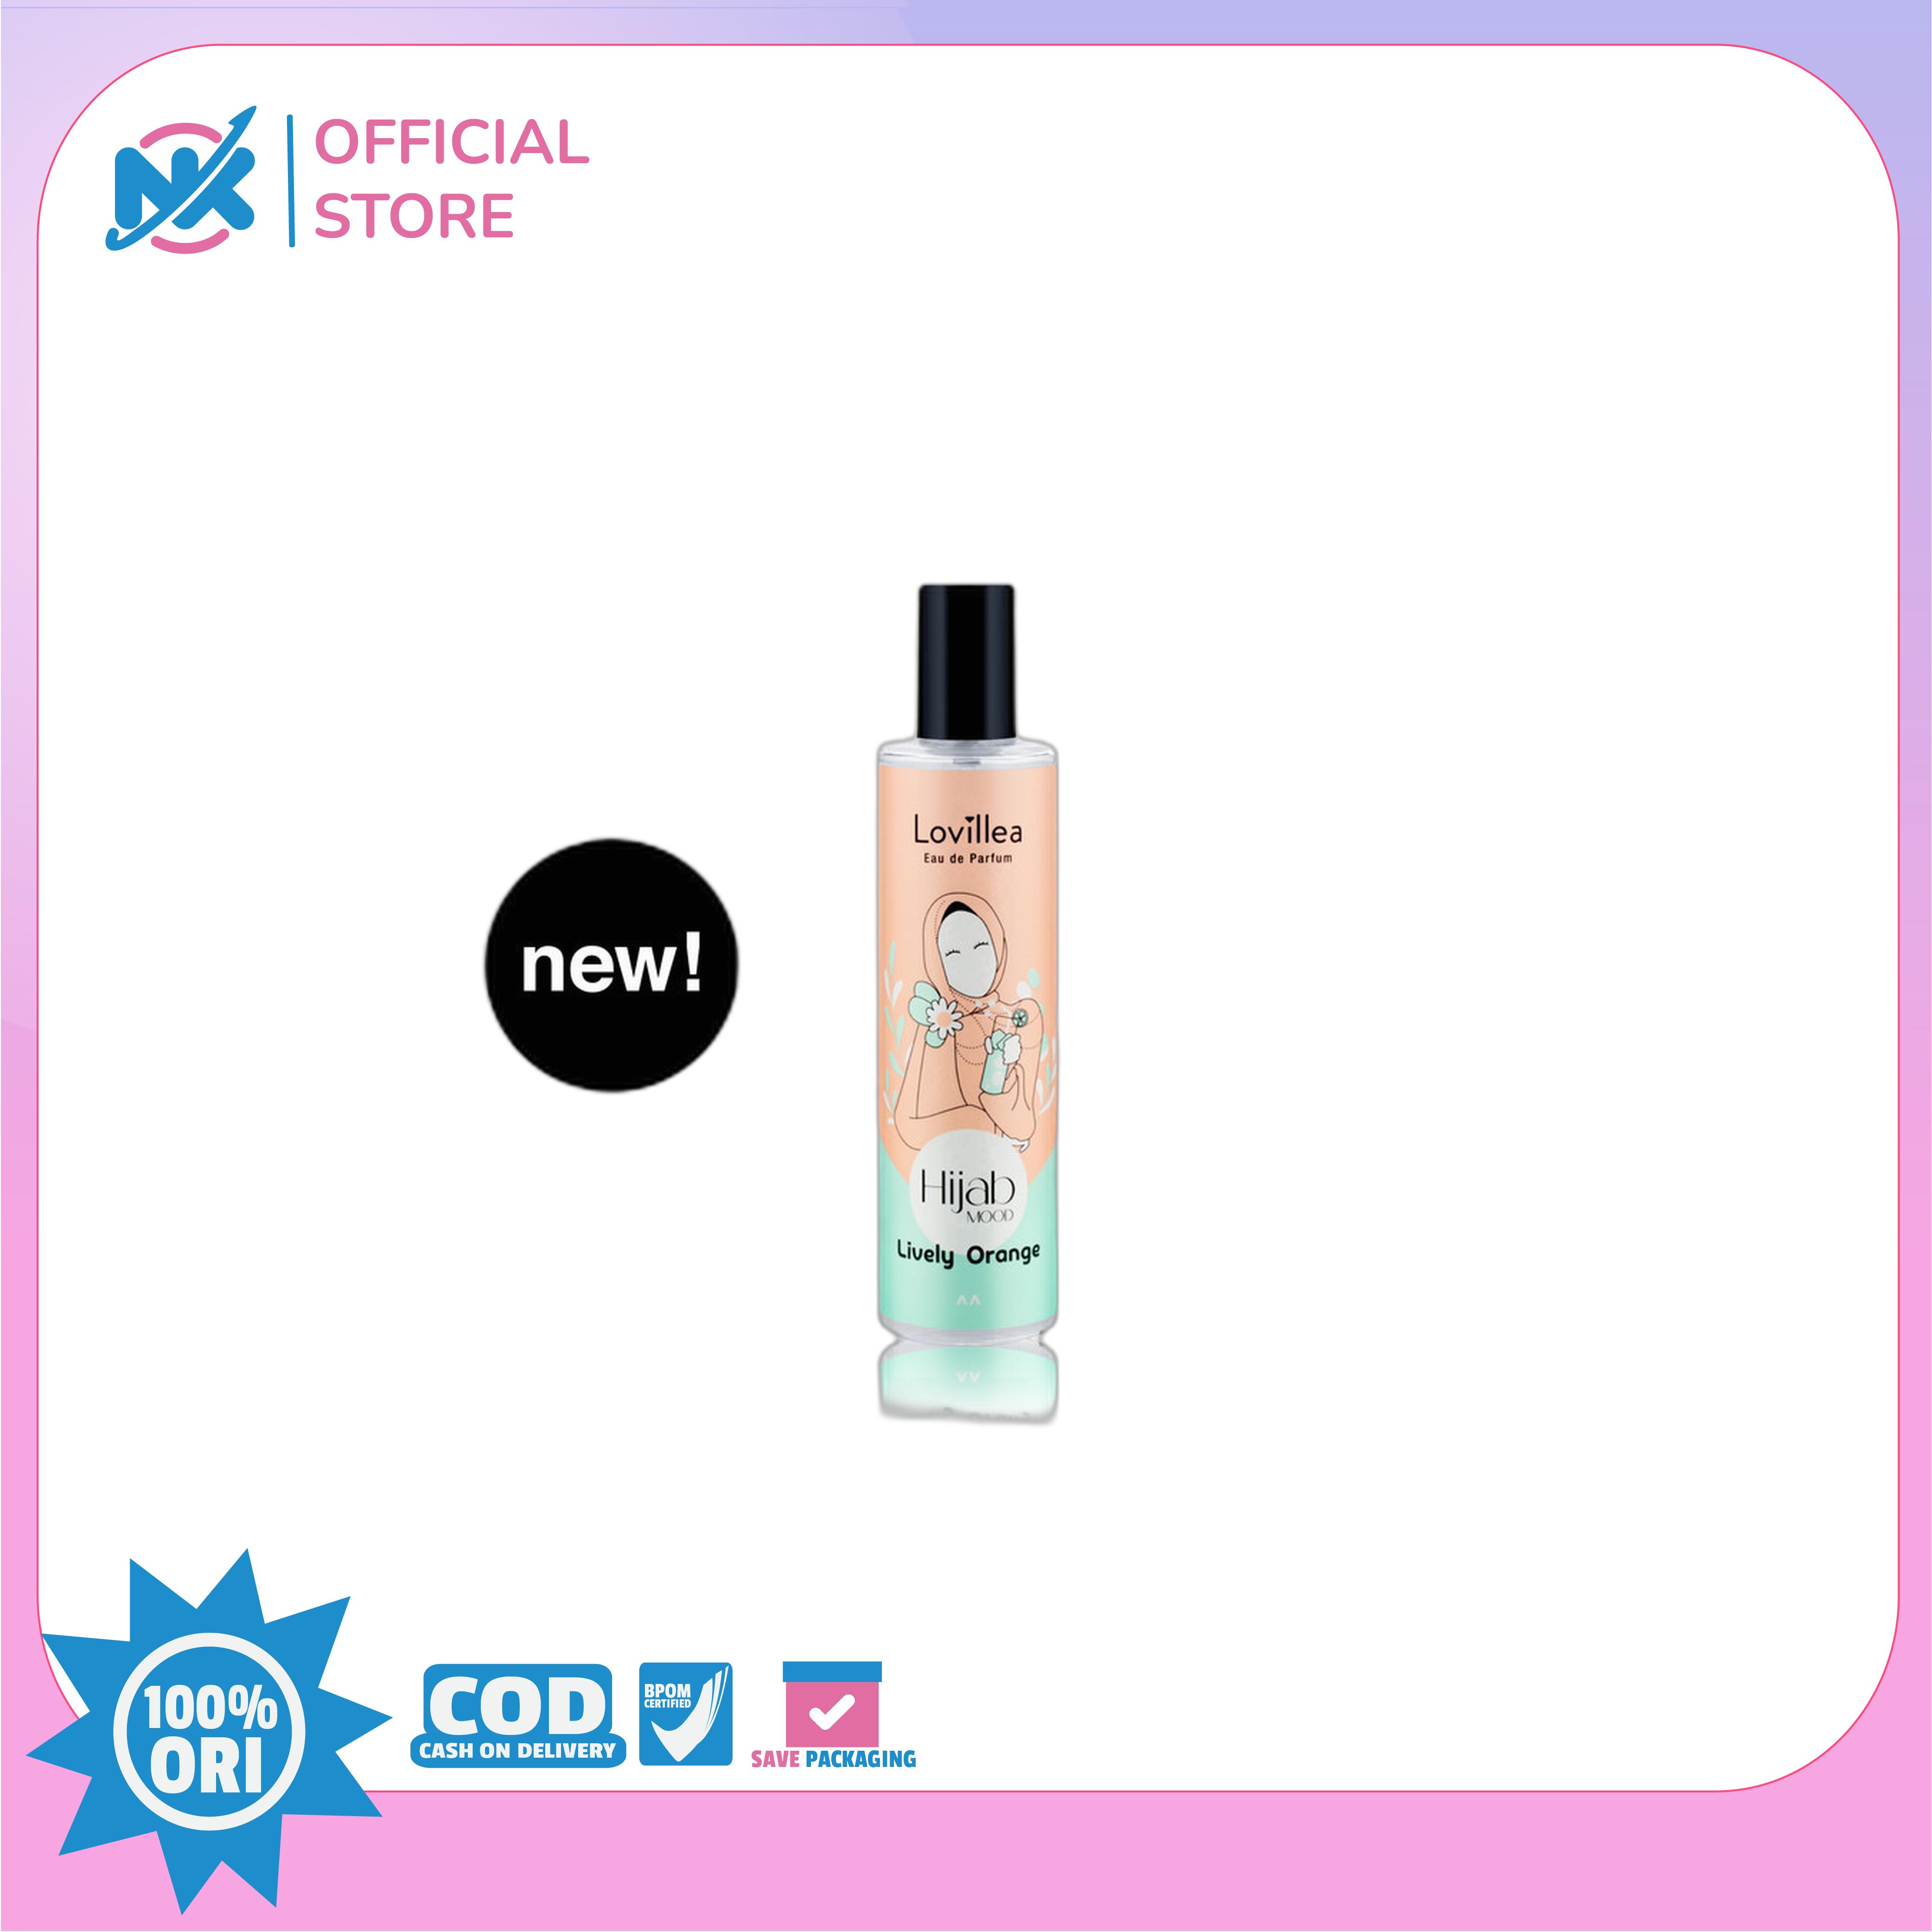 NK
OFFICIAL
STORE
new!
Lovillea
Eau de Parfum
Hijab
MOOD
Lively Orange
100%
ORI
COD
CASH ON DELIVERY
BPOM
CERTIFIED
SAVE PACKAGING